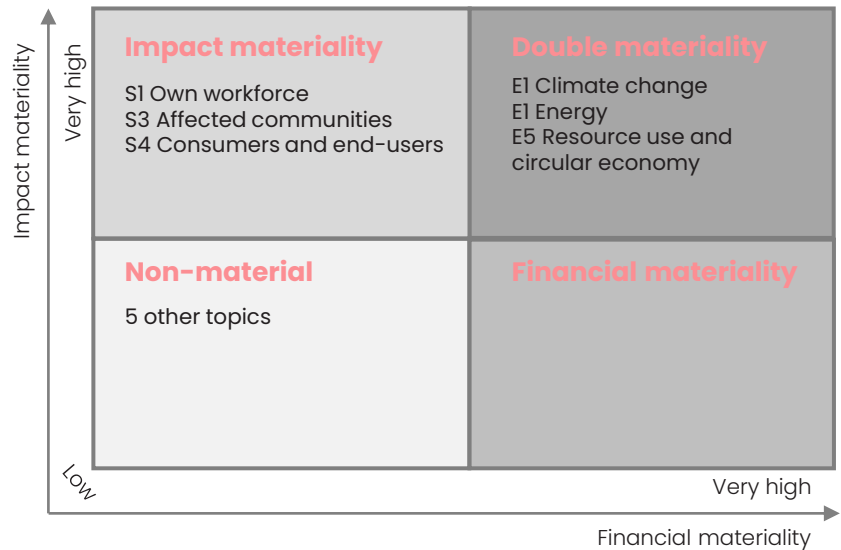 Impact materiality
Very high
Impact materiality
S1 Own workforce
S3 Affected communities
S4 Consumers and end-users
Double materiality
E1 Climate change
E1 Energy
E5 Resource use and
circular economy
Non-material
5 other topics
Financial materiality
Low
Very high
Financial materiality